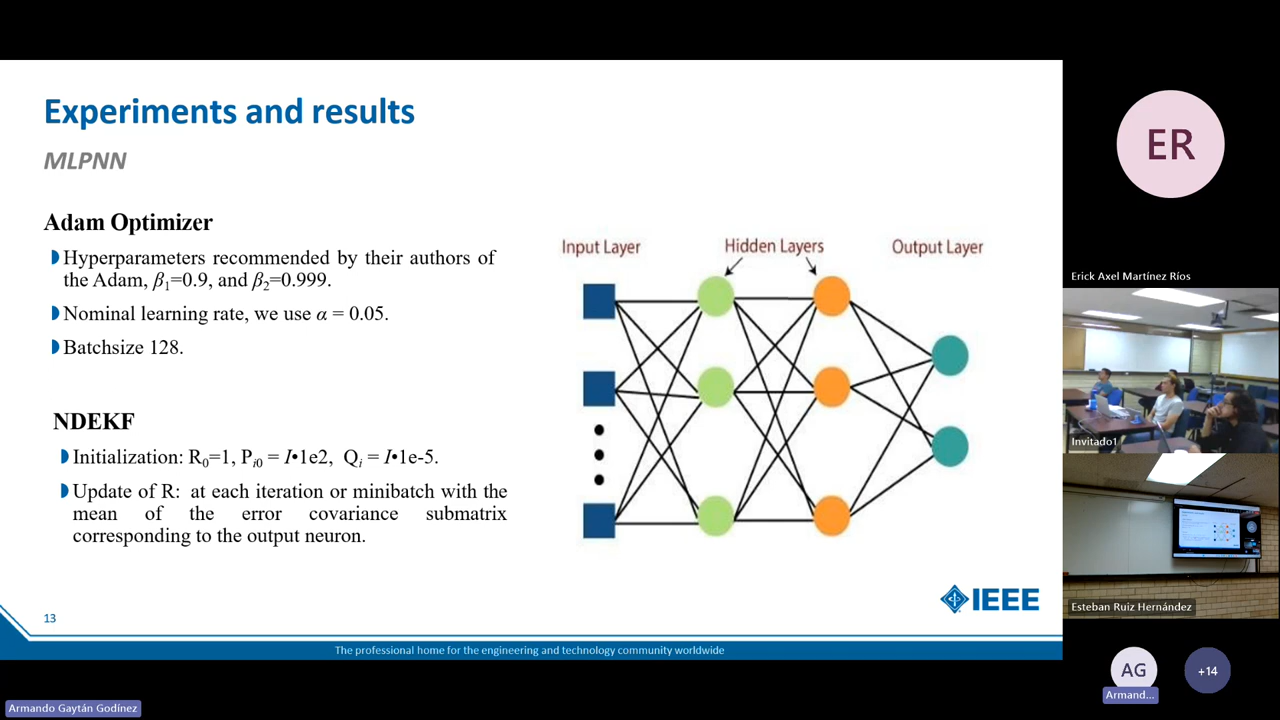 Experiments and results
MLPNN
Adam Optimizer
Hyperparameters recommended by their authors of
the Adam, β₁=0.9, and β₂=0.999.
Nominal learning rate, we use α = 0.05.
Batchsize 128.
NDEKF
Initialization: R₀=1, Pᵢ₀ = I•1e2, Qᵢ = I•1e-5.
Update of R: at each iteration or minibatch with the
mean of the error covariance submatrix
corresponding to the output neuron.
Input Layer
Hidden Layers
Output Layer
IEEE
13
The professional home for the engineering and technology community worldwide
Armando Gaytán Godínez
ER
Erick Axel Martínez Ríos
Invitado1
Esteban Ruiz Hernández
AG
Armand...
+14